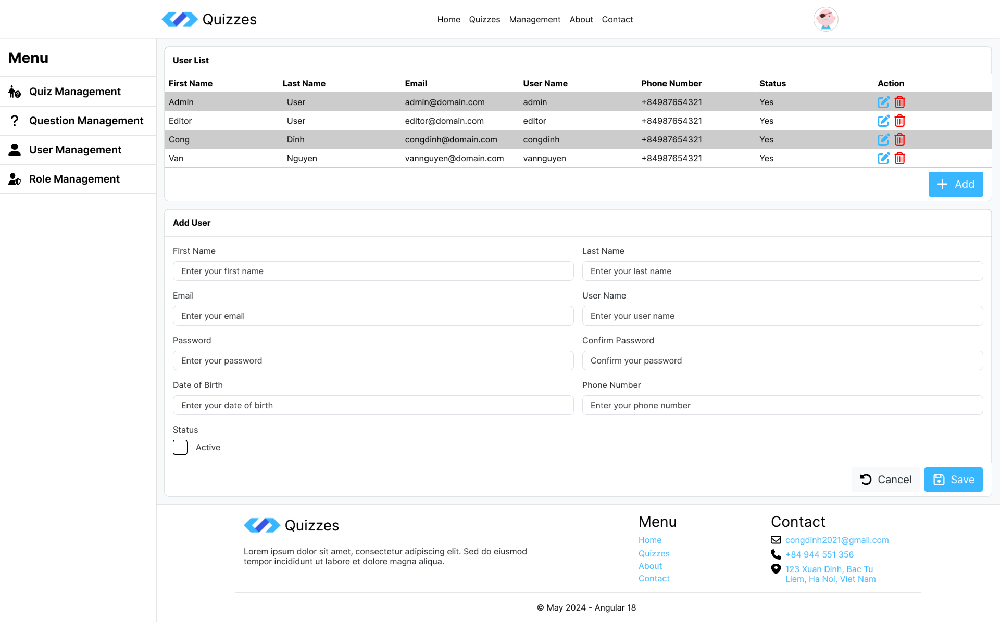 Quizzes
Home Quizzes Management About Contact
Menu
Quiz Management
Question Management
User Management
Role Management
User List
First Name Last Name Email User Name Phone Number Status Action
Admin User admin@domain.com admin +84987654321 Yes
Editor User editor@domain.com editor +84987654321 Yes
Cong Dinh congdinh@domain.com congdinh +84987654321 Yes
Van Nguyen vannguyen@domain.com vannguyen +84987654321 Yes
Add
Add User
First Name Last Name
Enter your first name Enter your last name
Email User Name
Enter your email Enter your user name
Password Confirm Password
Enter your password Confirm your password
Date of Birth Phone Number
Enter your date of birth Enter your phone number
Status
Active
Cancel Save
Quizzes
Lorem ipsum dolor sit amet, consectetur adipiscing elit. Sed do eiusmod
tempor incididunt ut labore et dolore magna aliqua.
Menu
Home
Quizzes
About
Contact
Contact
congdinh2021@gmail.com
+84 944 551 356
123 Xuan Dinh, Bac Tu
Liem, Ha Noi, Viet Nam
© May 2024 - Angular 18